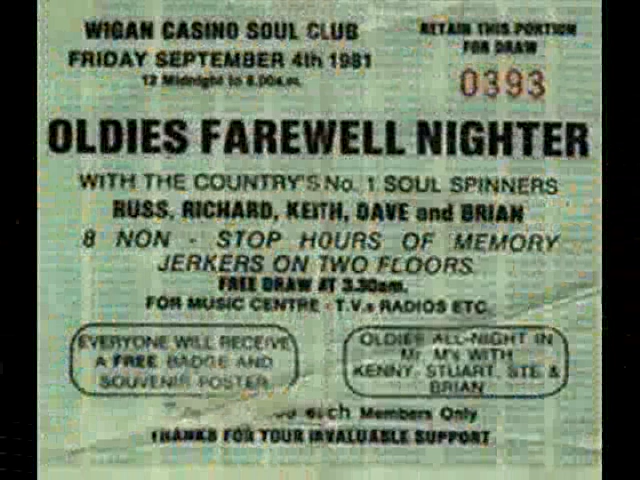 WIGAN CASINO SOUL CLUB
FRIDAY SEPTEMBER 4th 1981
12 Midnight to 8.00a.m.
RETAIN THIS PORTION
FOR DRAW
0393
OLDIES FAREWELL NIGHTER
WITH THE COUNTRY'S No. 1 SOUL SPINNERS
RUSS, RICHARD, KEITH, DAVE and BRIAN
8 NON - STOP HOURS OF MEMORY
JERKERS ON TWO FLOORS
FREE DRAW AT 3.30am.
FOR MUSIC CENTRE - T.V.s RADIOS ETC.
EVERYONE WILL RECEIVE
A FREE BADGE AND
SOUVENIR POSTER
OLDIES ALL-NIGHT IN
Mr. M's WITH
KENNY, STUART, STE &
BRIAN
each Members Only
THANKS FOR YOUR INVALUABLE SUPPORT